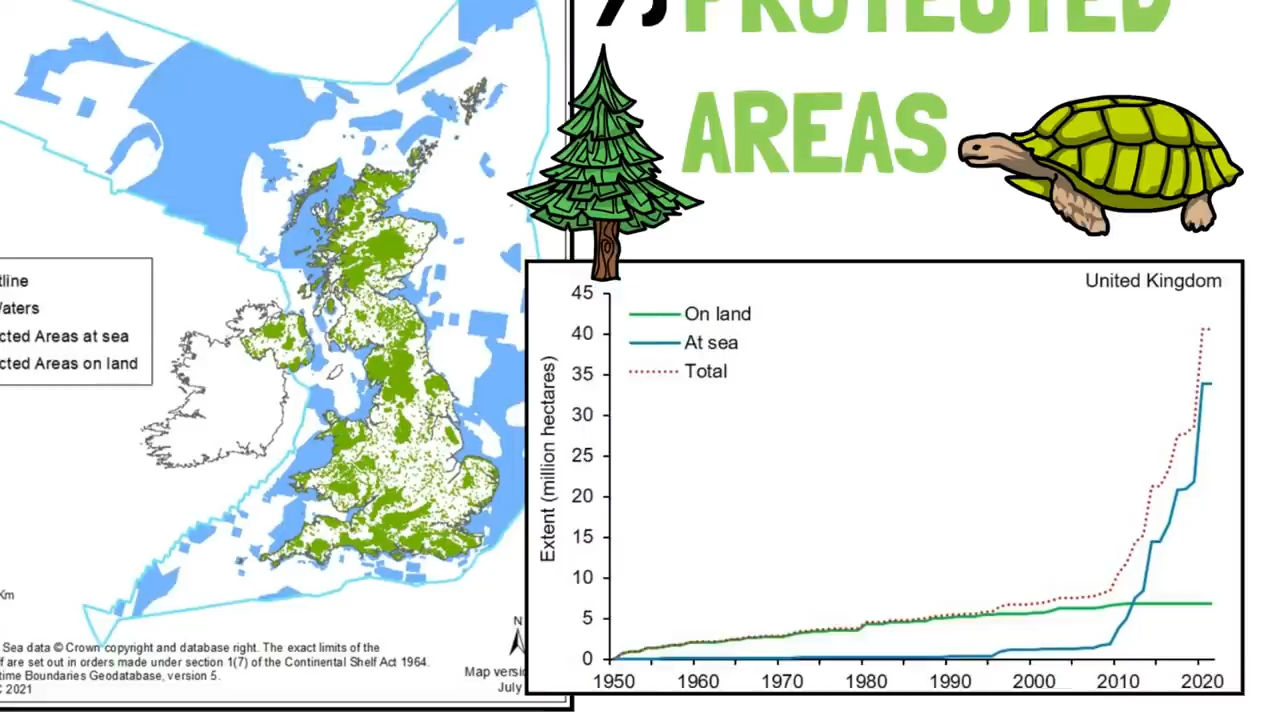 PROTECTED
AREAS
tline
Waters
cted Areas at sea
cted Areas on land
Km
N
Sea data © Crown copyright and database right. The exact limits of the
f are set out in orders made under section 1(7) of the Continental Shelf Act 1964.
time Boundaries Geodatabase, version 5.
C 2021
Map versi
July
United Kingdom
On land
At sea
Total
Extent (million hectares)
45
40
35
30
25
20
15
10
5
0
1950 1960 1970 1980 1990 2000 2010 2020